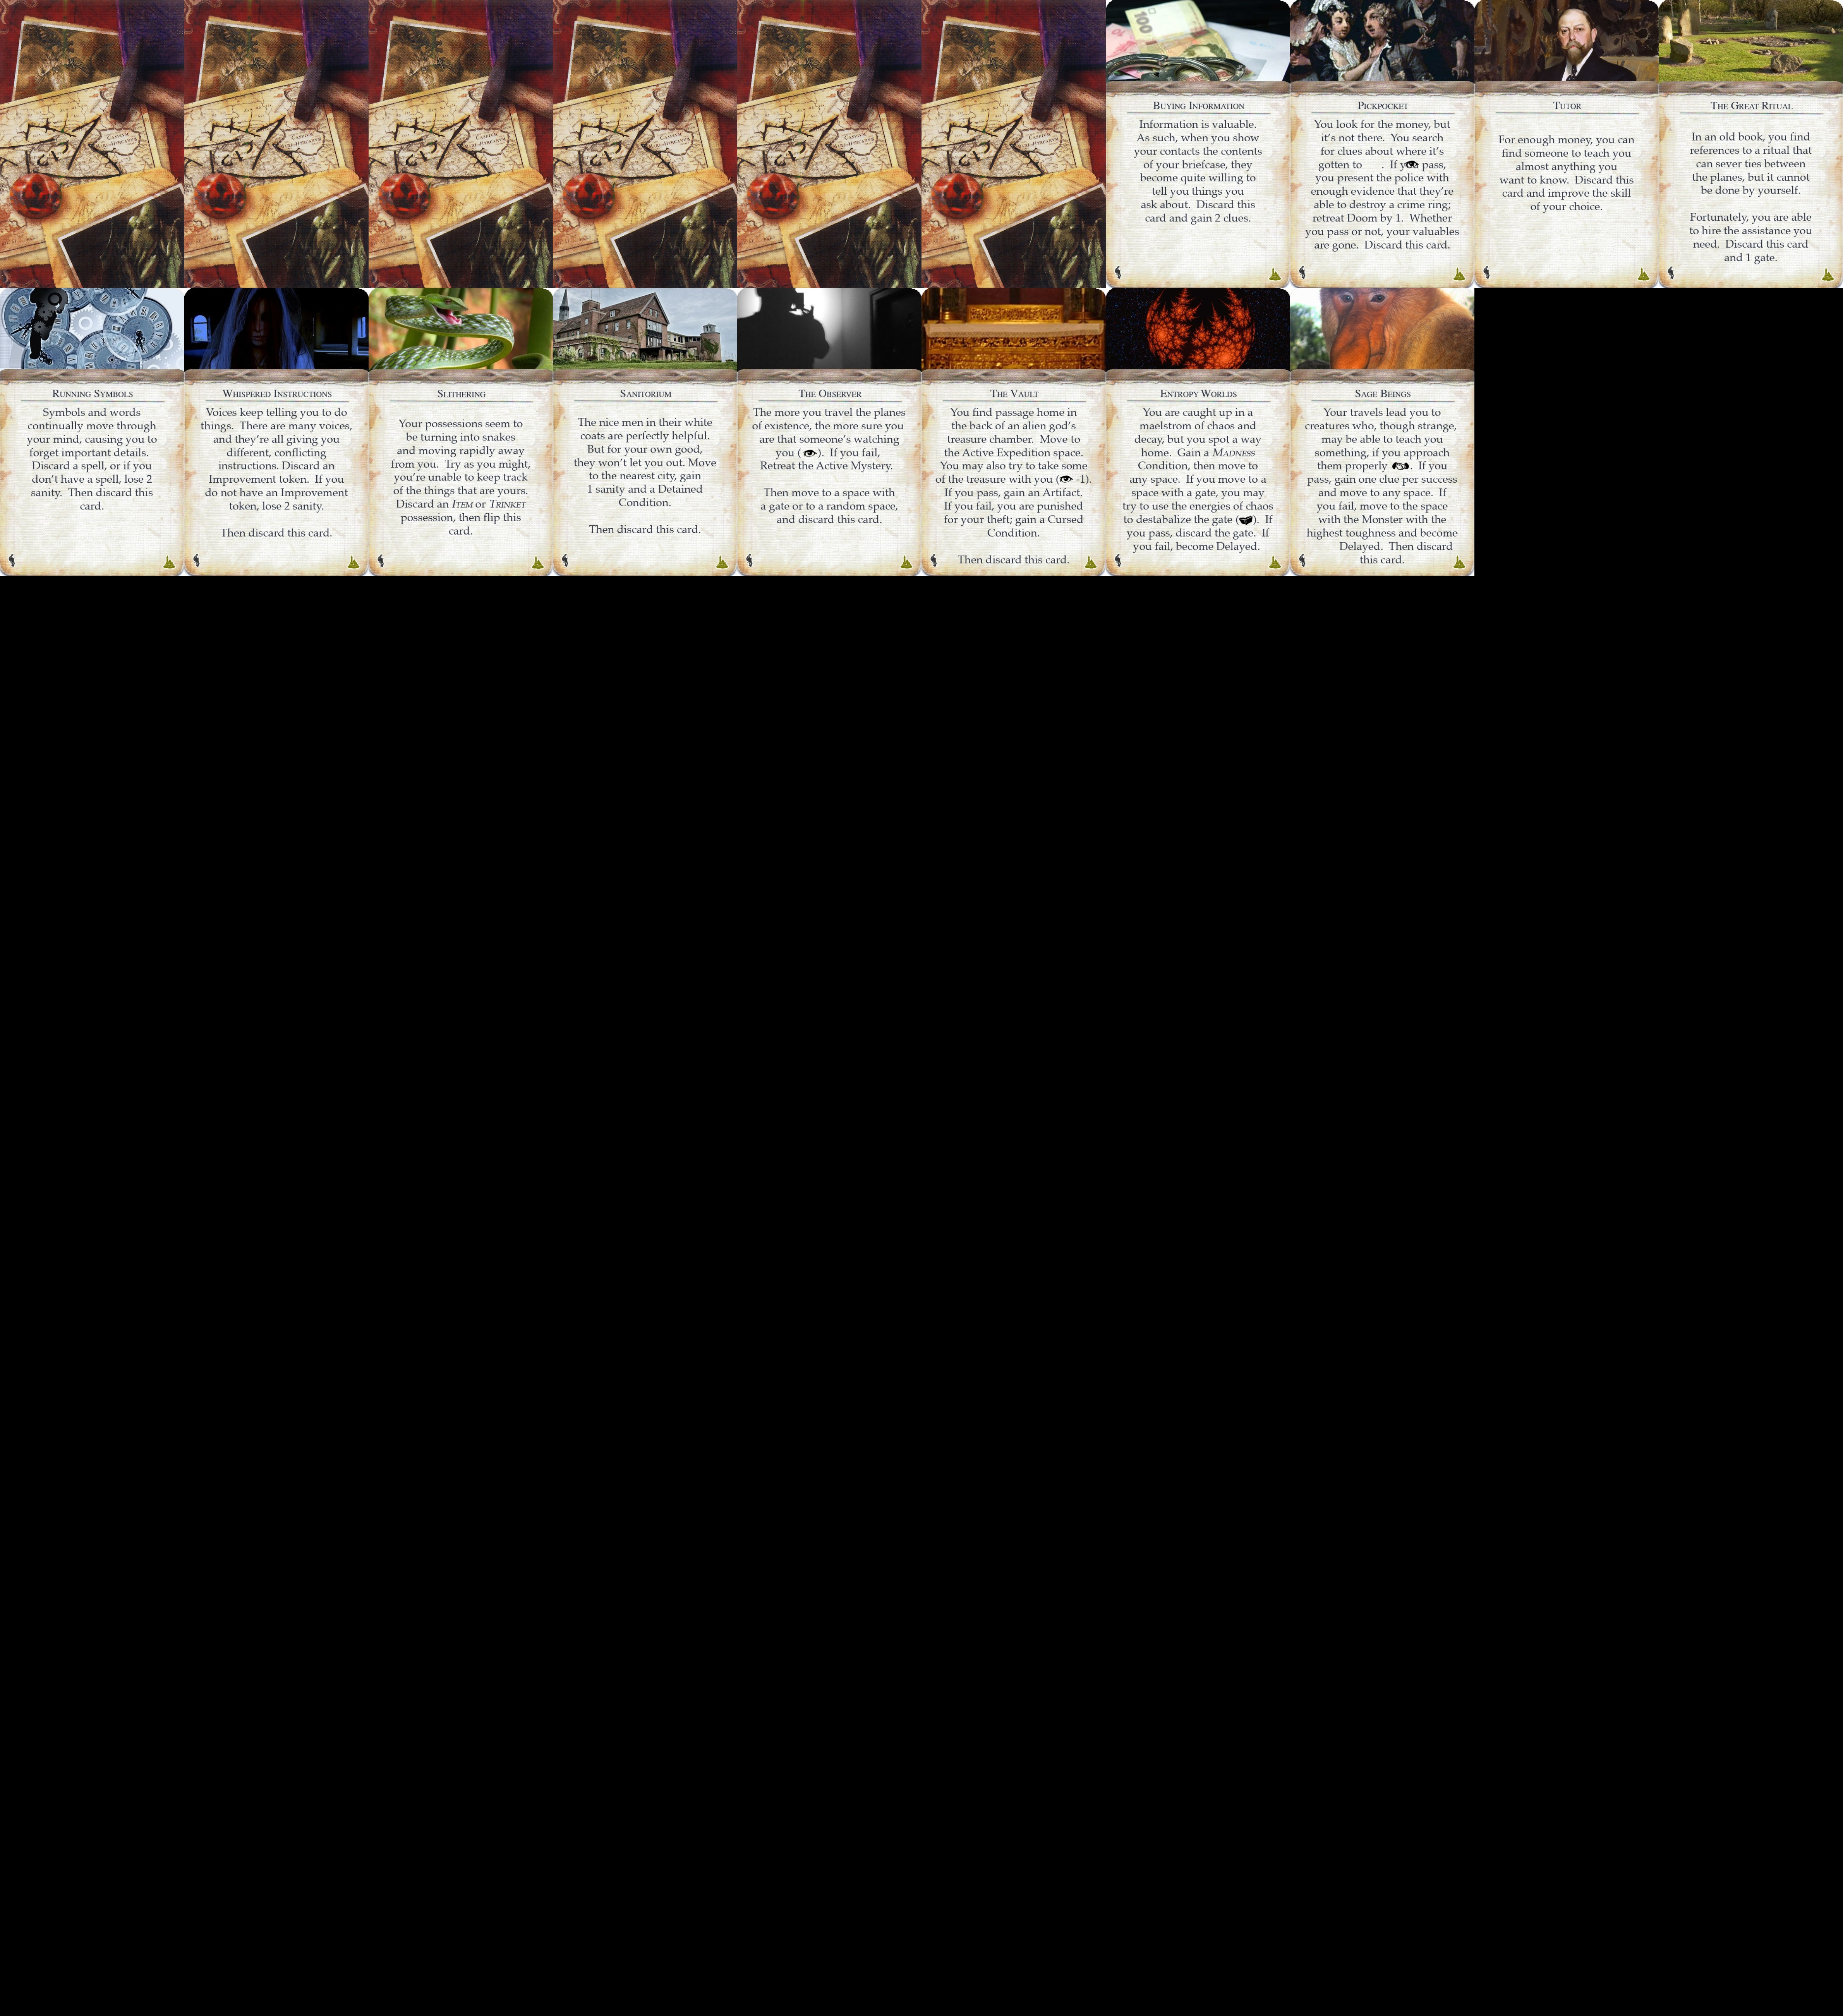 BUYING INFORMATION
Information is valuable.
As such, when you show
your contacts the contents
of your briefcase, they
become quite willing to
tell you things you
ask about. Discard this
card and gain 2 clues.
PICKPOCKET
You look for the money, but
it's not there. You search
for clues about where it's
gotten to . If y pass,
you present the police with
enough evidence that they're
able to destroy a crime ring;
retreat Doom by 1. Whether
you pass or not, your valuables
are gone. Discard this card.
TUTOR
For enough money, you can
find someone to teach you
almost anything you
want to know. Discard this
card and improve the skill
of your choice.
THE GREAT RITUAL
In an old book, you find
references to a ritual that
can sever ties between
the planes, but it cannot
be done by yourself.
Fortunately, you are able
to hire the assistance you
need. Discard this card
and 1 gate.
RUNNING SYMBOLS
Symbols and words
continually move through
your mind, causing you to
forget important details.
Discard a spell, or if you
don't have a spell, lose 2
sanity. Then discard this
card.
WHISPERED INSTRUCTIONS
Voices keep telling you to do
things. There are many voices,
and they're all giving you
different, conflicting
instructions. Discard an
Improvement token. If you
do not have an Improvement
token, lose 2 sanity.
Then discard this card.
SLITHERING
Your possessions seem to
be turning into snakes
and moving rapidly away
from you. Try as you might,
you're unable to keep track
of the things that are yours.
Discard an ITEM or TRINKET
possession, then flip this
card.
SANITORIUM
The nice men in their white
coats are perfectly helpful.
But for your own good,
they won't let you out. Move
to the nearest city, gain
1 sanity and a Detained
Condition.
Then discard this card.
THE OBSERVER
The more you travel the planes
of existence, the more sure you
are that someone's watching
you ( ). If you fail,
Retreat the Active Mystery.
Then move to a space with
a gate or to a random space,
and discard this card.
THE VAULT
You find passage home in
the back of an alien god's
treasure chamber. Move to
the Active Expedition space.
You may also try to take some
of the treasure with you ( -1).
If you pass, gain an Artifact.
If you fail, you are punished
for your theft; gain a Cursed
Condition.
Then discard this card.
ENTROPY WORLDS
You are caught up in a
maelstrom of chaos and
decay, but you spot a way
home. Gain a MADNESS
Condition, then move to
any space. If you move to a
space with a gate, you may
try to use the energies of chaos
to destabalize the gate ( ). If
you pass, discard the gate. If
you fail, become Delayed.
SAGE BEINGS
Your travels lead you to
creatures who, though strange,
may be able to teach you
something, if you approach
them properly . If you
pass, gain one clue per success
and move to any space. If
you fail, move to the space
with the Monster with the
highest toughness and become
Delayed. Then discard
this card.